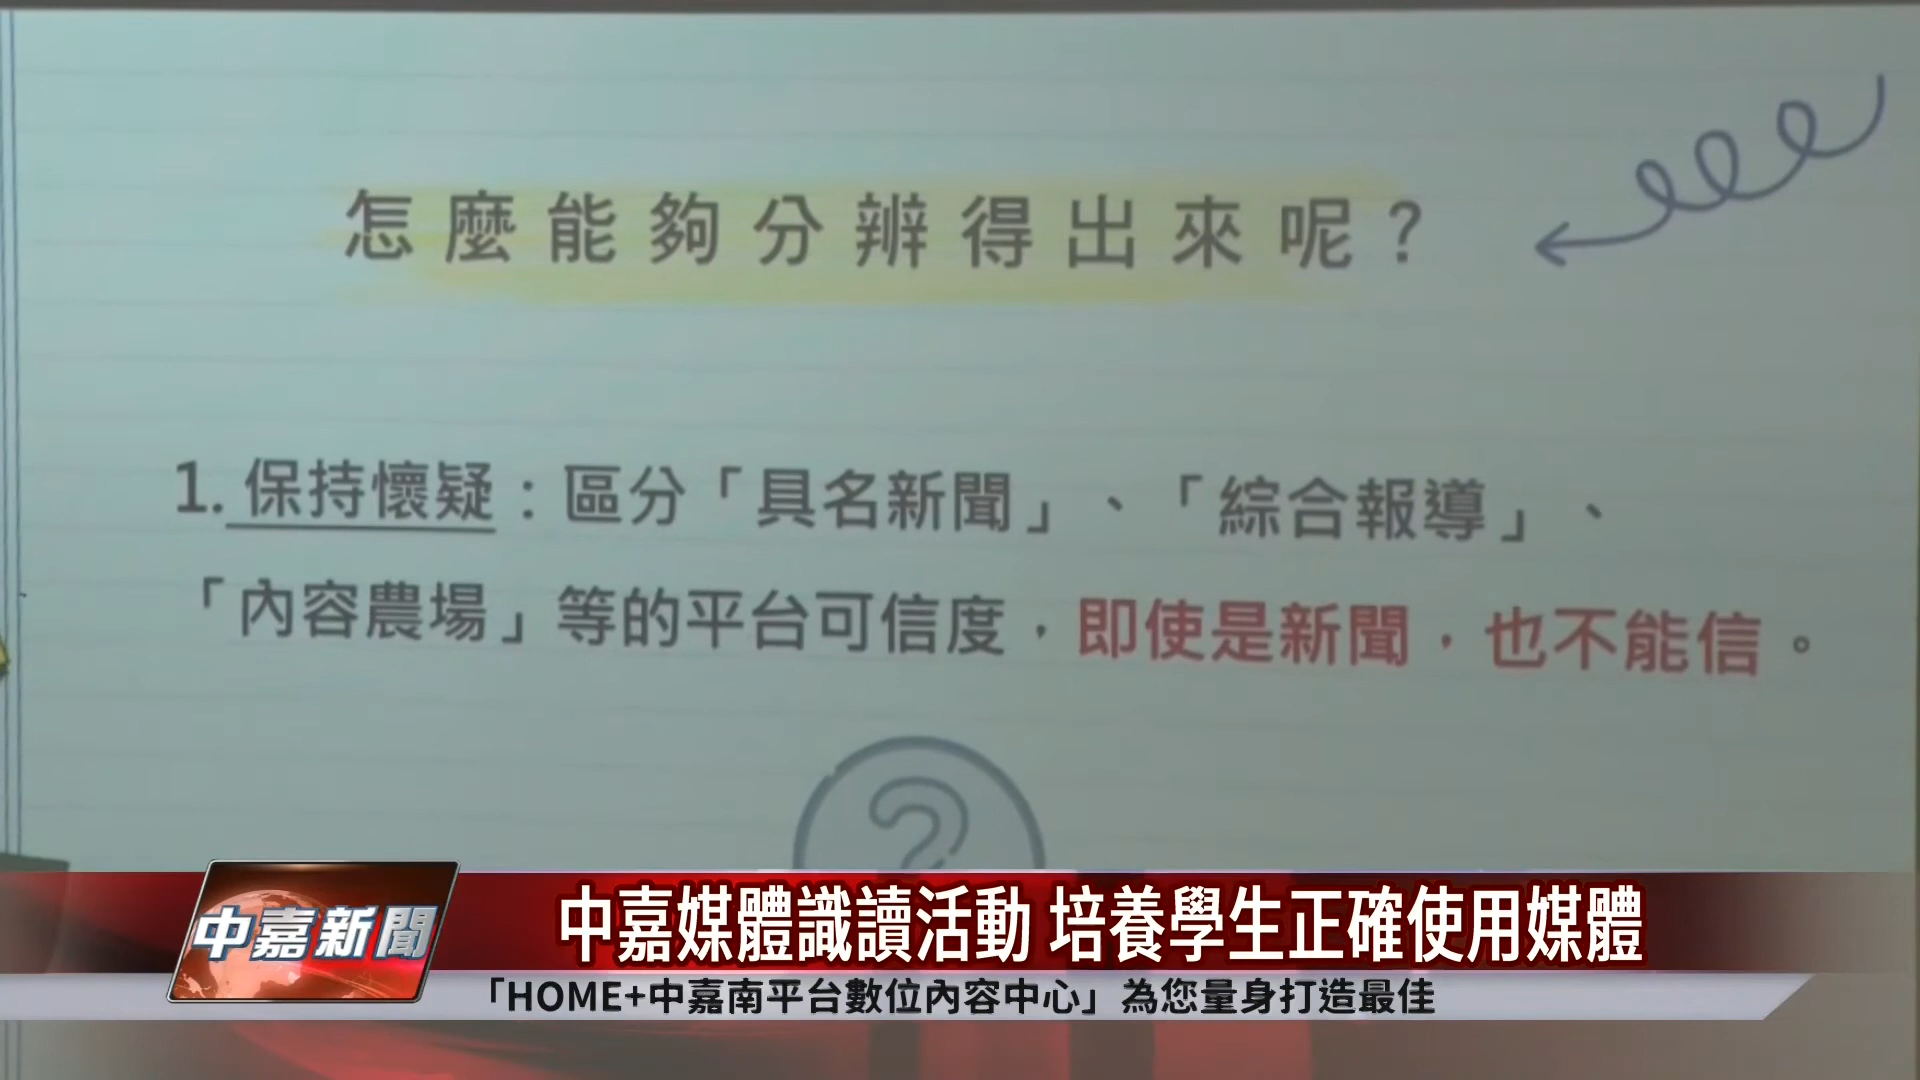 怎麼能夠分辨得出來呢？
1. 保持懷疑：區分「具名新聞」、「綜合報導」、
「內容農場」等的平台可信度，即使是新聞，也不能信。
中嘉新聞
中嘉媒體識讀活動 培養學生正確使用媒體
「HOME+中嘉南平台數位內容中心」為您量身打造最佳